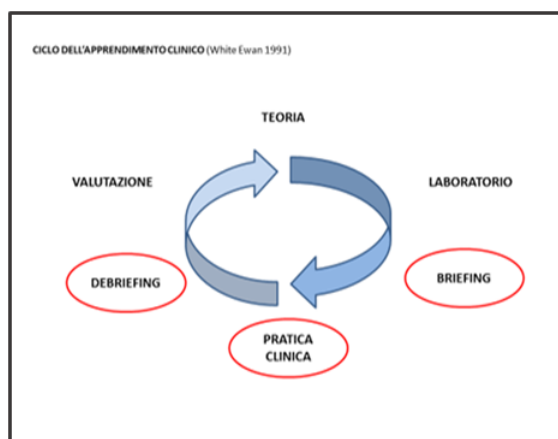 CICLO DELL'APPRENDIMENTO CLINICO (White Ewan 1991)
TEORIA
VALUTAZIONE
LABORATORIO
DEBRIEFING
BRIEFING
PRATICA
CLINICA